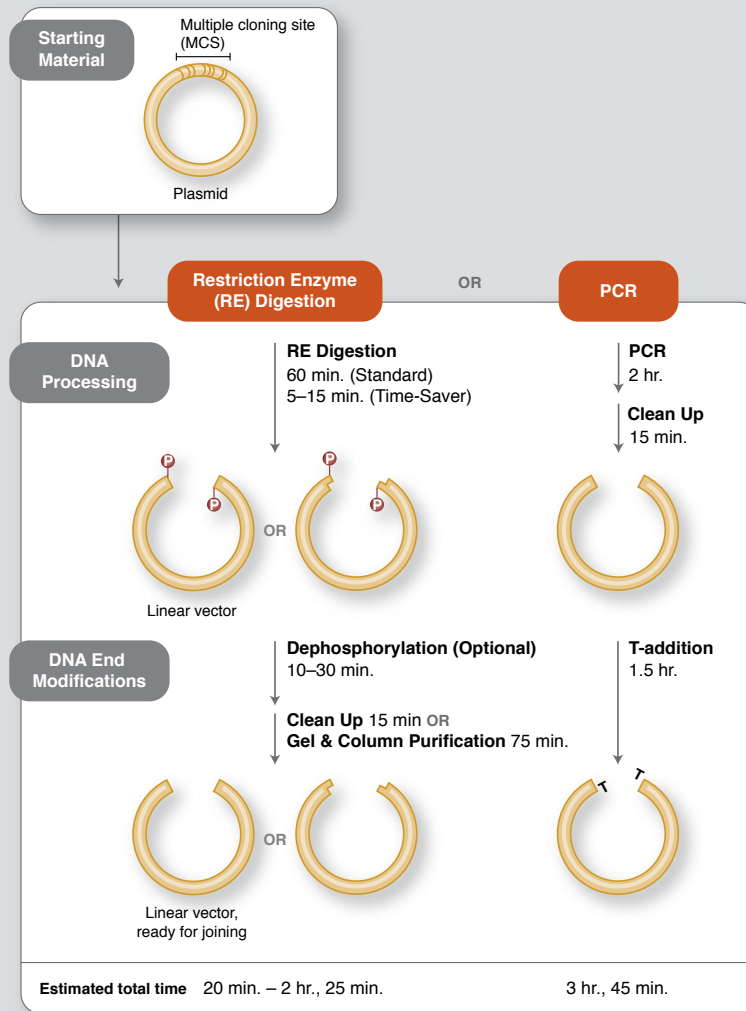 Starting
Material
Multiple cloning site
(MCS)
Plasmid
Restriction Enzyme
(RE) Digestion
OR
PCR
DNA
Processing
RE Digestion
60 min. (Standard)
5–15 min. (Time-Saver)
PCR
2 hr.
Clean Up
15 min.
P
P
P
P
OR
Linear vector
DNA End
Modifications
Dephosphorylation (Optional)
10–30 min.
Clean Up 15 min OR
Gel & Column Purification 75 min.
T-addition
1.5 hr.
T
T
OR
Linear vector,
ready for joining
Estimated total time 20 min. – 2 hr., 25 min. 3 hr., 45 min.